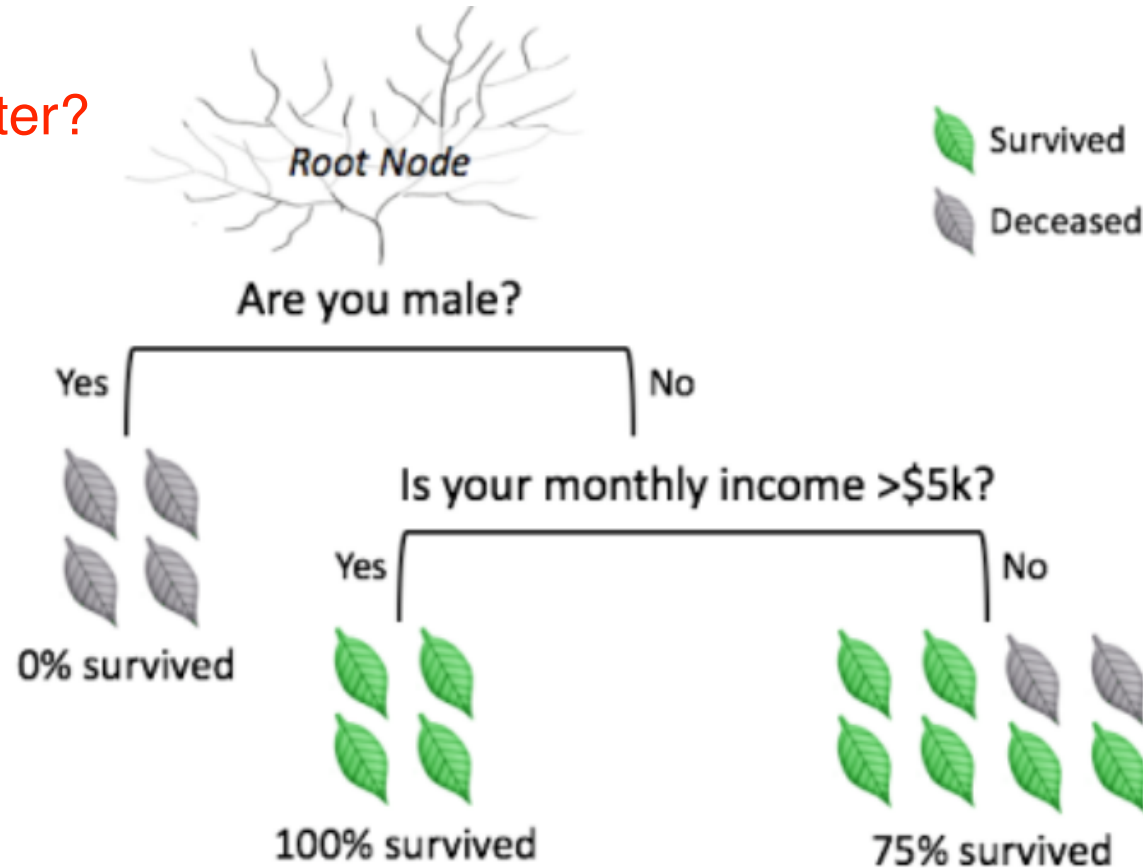 ter?
Root Node
Survived
Deceased
Are you male?
Yes
No
Is your monthly income >$5k?
Yes
No
0% survived
100% survived
75% survived